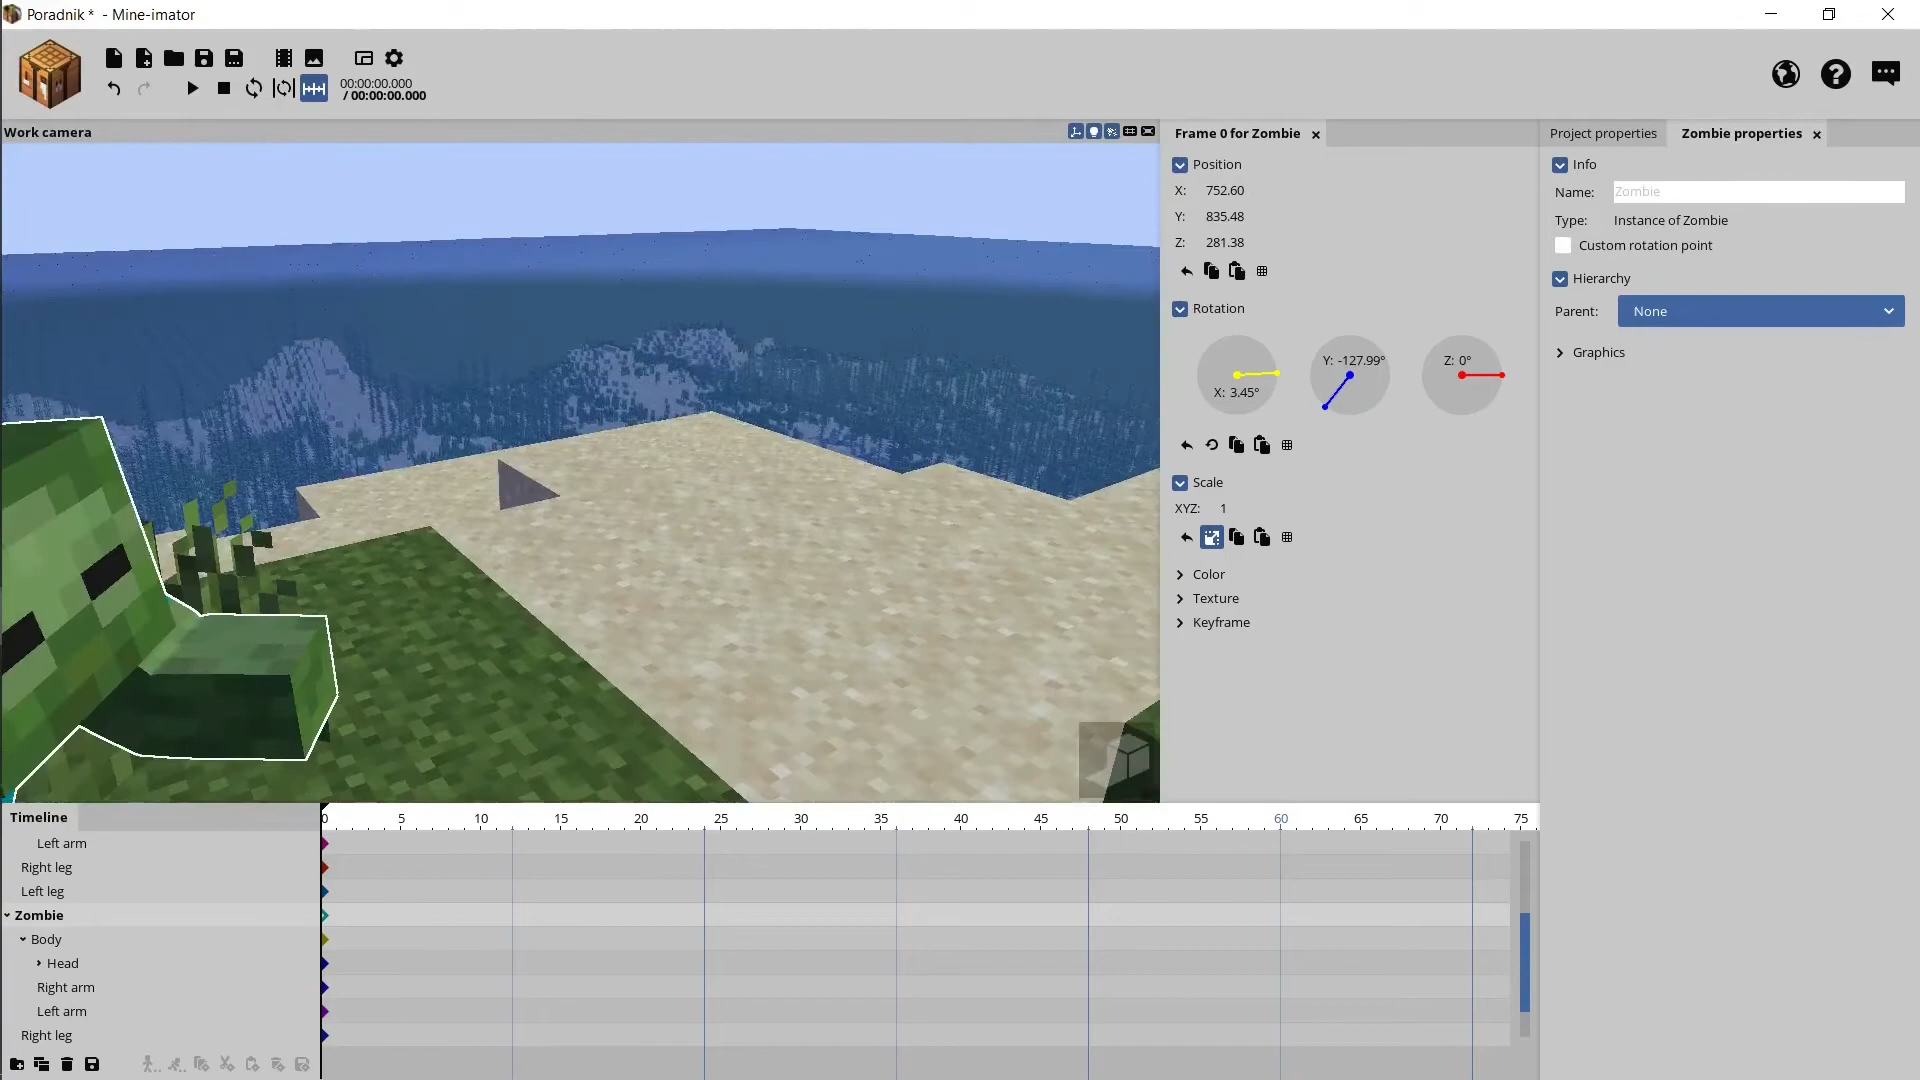 Poradnik * - Mine-imator
00:00:00.000
/ 00:00:00.000
Work camera
Frame 0 for Zombie
Position
X: 752.60
Y: 835.48
Z: 281.38
Rotation
X: 3.45°
Y: -127.99°
Z: 0°
Scale
XYZ: 1
Color
Texture
Keyframe
Project properties
Zombie properties
Info
Name: Zombie
Type: Instance of Zombie
Custom rotation point
Hierarchy
Parent: None
Graphics
Timeline
0 5 10 15 20 25 30 35 40 45 50 55 60 65 70 75
Left arm
Right leg
Left leg
Zombie
Body
Head
Right arm
Left arm
Right leg